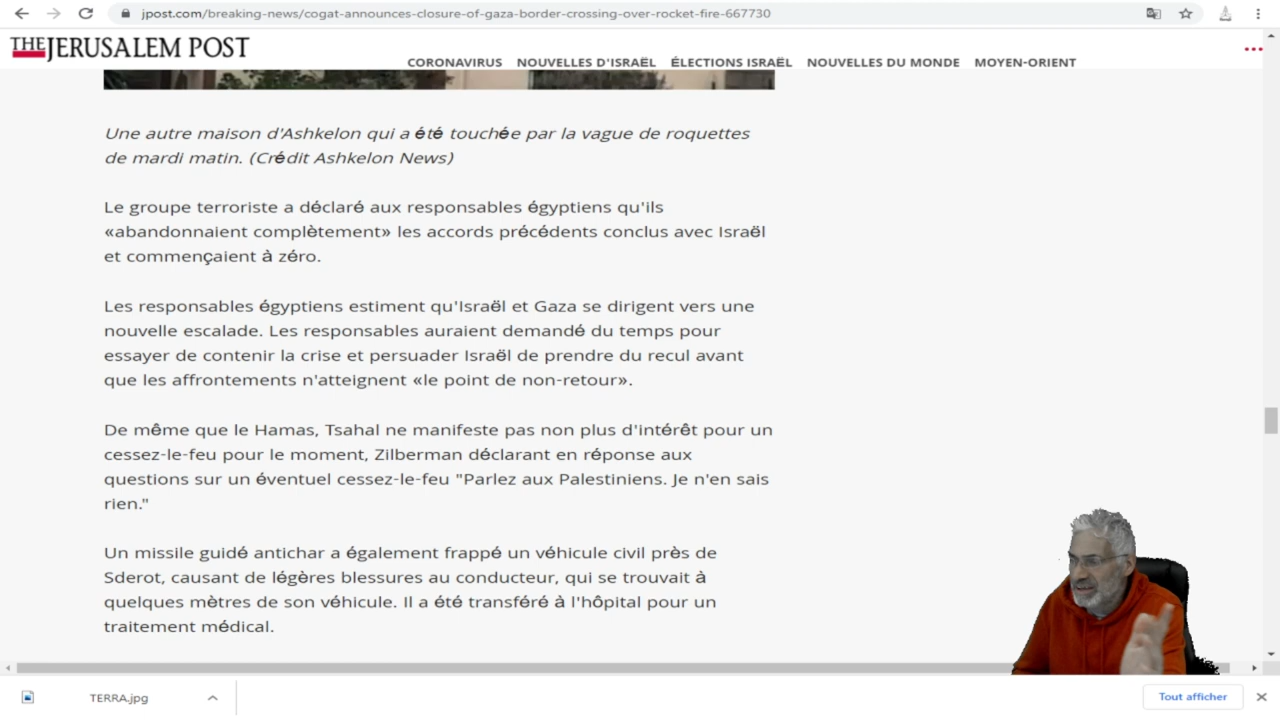 jpost.com/breaking-news/cogat-announces-closure-of-gaza-border-crossing-over-rocket-fire-667730
THE JERUSALEM POST
CORONAVIRUS NOUVELLES D'ISRAËL ÉLECTIONS ISRAËL NOUVELLES DU MONDE MOYEN-ORIENT
Une autre maison d'Ashkelon qui a été touchée par la vague de roquettes
de mardi matin. (Crédit Ashkelon News)
Le groupe terroriste a déclaré aux responsables égyptiens qu'ils
«abandonnaient complètement» les accords précédents conclus avec Israël
et commençaient à zéro.
Les responsables égyptiens estiment qu'Israël et Gaza se dirigent vers une
nouvelle escalade. Les responsables auraient demandé du temps pour
essayer de contenir la crise et persuader Israël de prendre du recul avant
que les affrontements n'atteignent «le point de non-retour».
De même que le Hamas, Tsahal ne manifeste pas non plus d'intérêt pour un
cessez-le-feu pour le moment, Zilberman déclarant en réponse aux
questions sur un éventuel cessez-le-feu "Parlez aux Palestiniens. Je n'en sais
rien."
Un missile guidé antichar a également frappé un véhicule civil près de
Sderot, causant de légères blessures au conducteur, qui se trouvait à
quelques mètres de son véhicule. Il a été transféré à l'hôpital pour un
traitement médical.
TERRA.jpg
Tout afficher